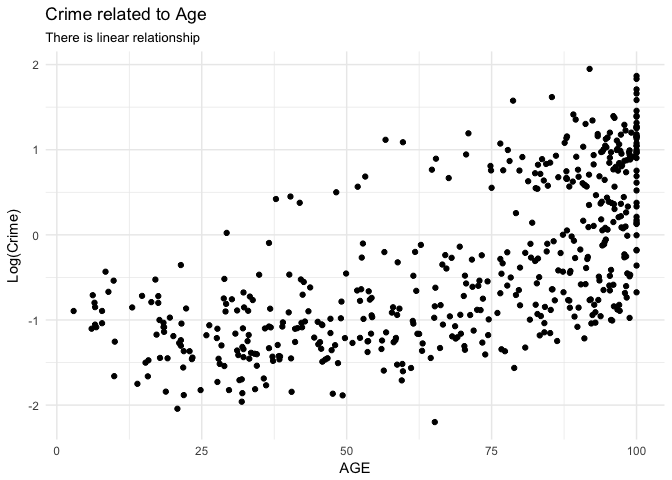 Crime related to Age
There is linear relationship
2
1
0
-1
-2
Log(Crime)
0 25 50 75 100
AGE